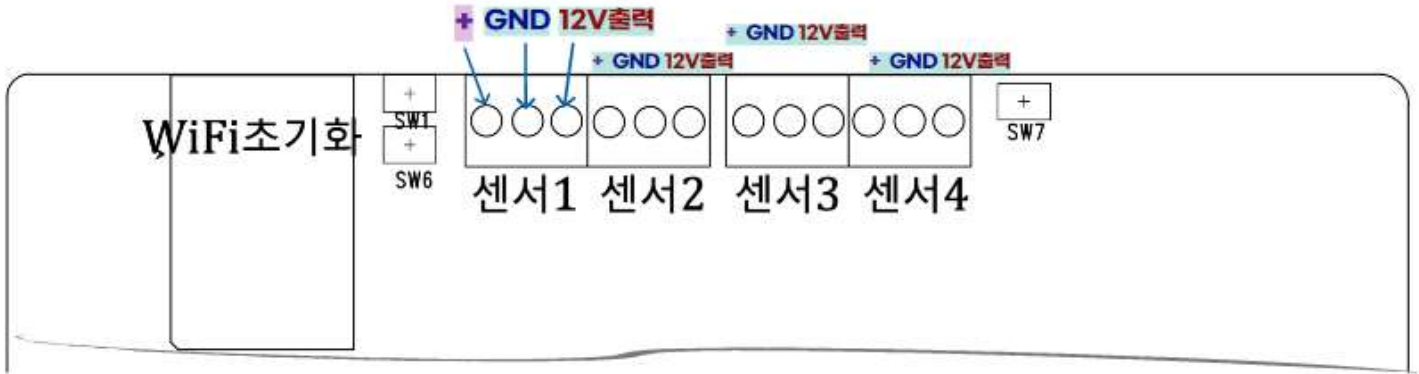 + GND 12V출력
+ GND 12V출력
+ GND 12V출력
+ GND 12V출력
WiFi초기화
SW1
SW6
SW7
센서1 센서2 센서3 센서4